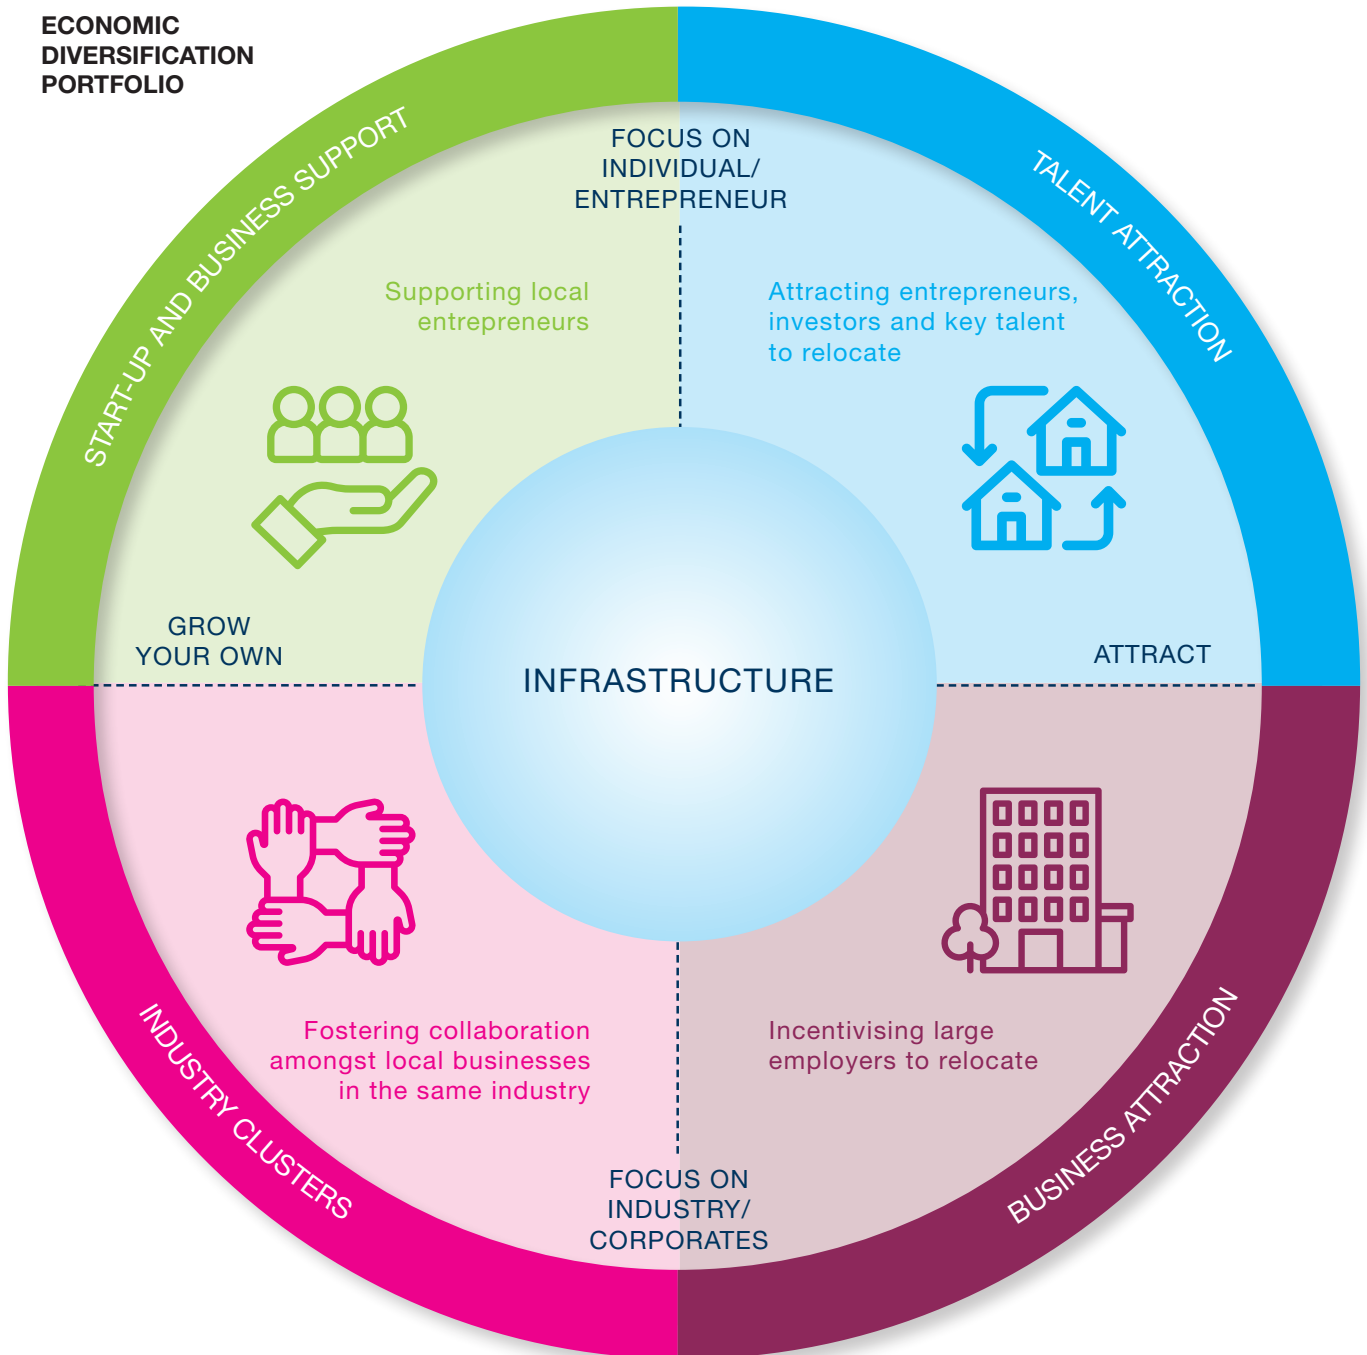 ECONOMIC
DIVERSIFICATION
PORTFOLIO
START-UP AND BUSINESS SUPPORT
FOCUS ON
INDIVIDUAL/
ENTREPRENEUR
TALENT ATTRACTION
Supporting local
entrepreneurs
Attracting entrepreneurs,
investors and key talent
to relocate
GROW
YOUR OWN
ATTRACT
INFRASTRUCTURE
Fostering collaboration
amongst local businesses
in the same industry
Incentivising large
employers to relocate
INDUSTRY CLUSTERS
FOCUS ON
INDUSTRY/
CORPORATES
BUSINESS ATTRACTION